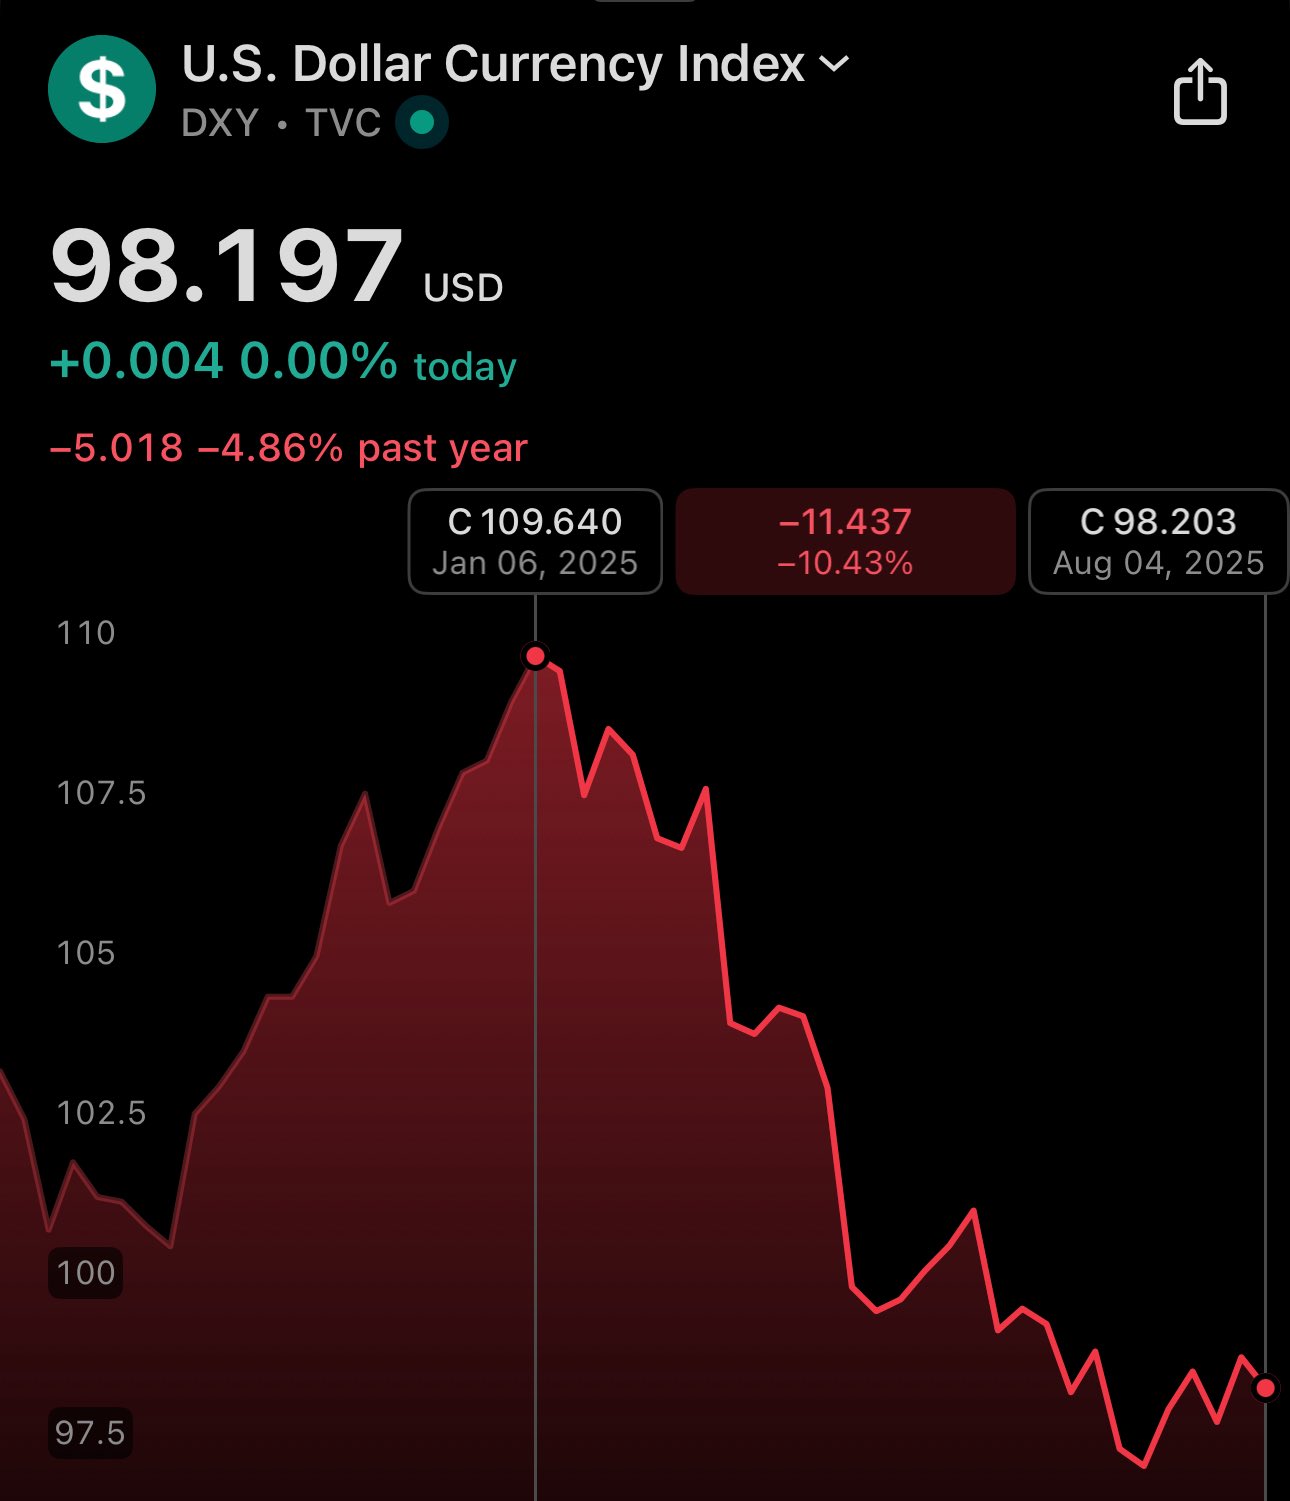 $
U.S. Dollar Currency Index
DXY • TVC
98.197 USD
+0.004 0.00% today
−5.018 −4.86% past year
C 109.640
Jan 06, 2025
−11.437
−10.43%
C 98.203
Aug 04, 2025
110
107.5
105
102.5
100
97.5